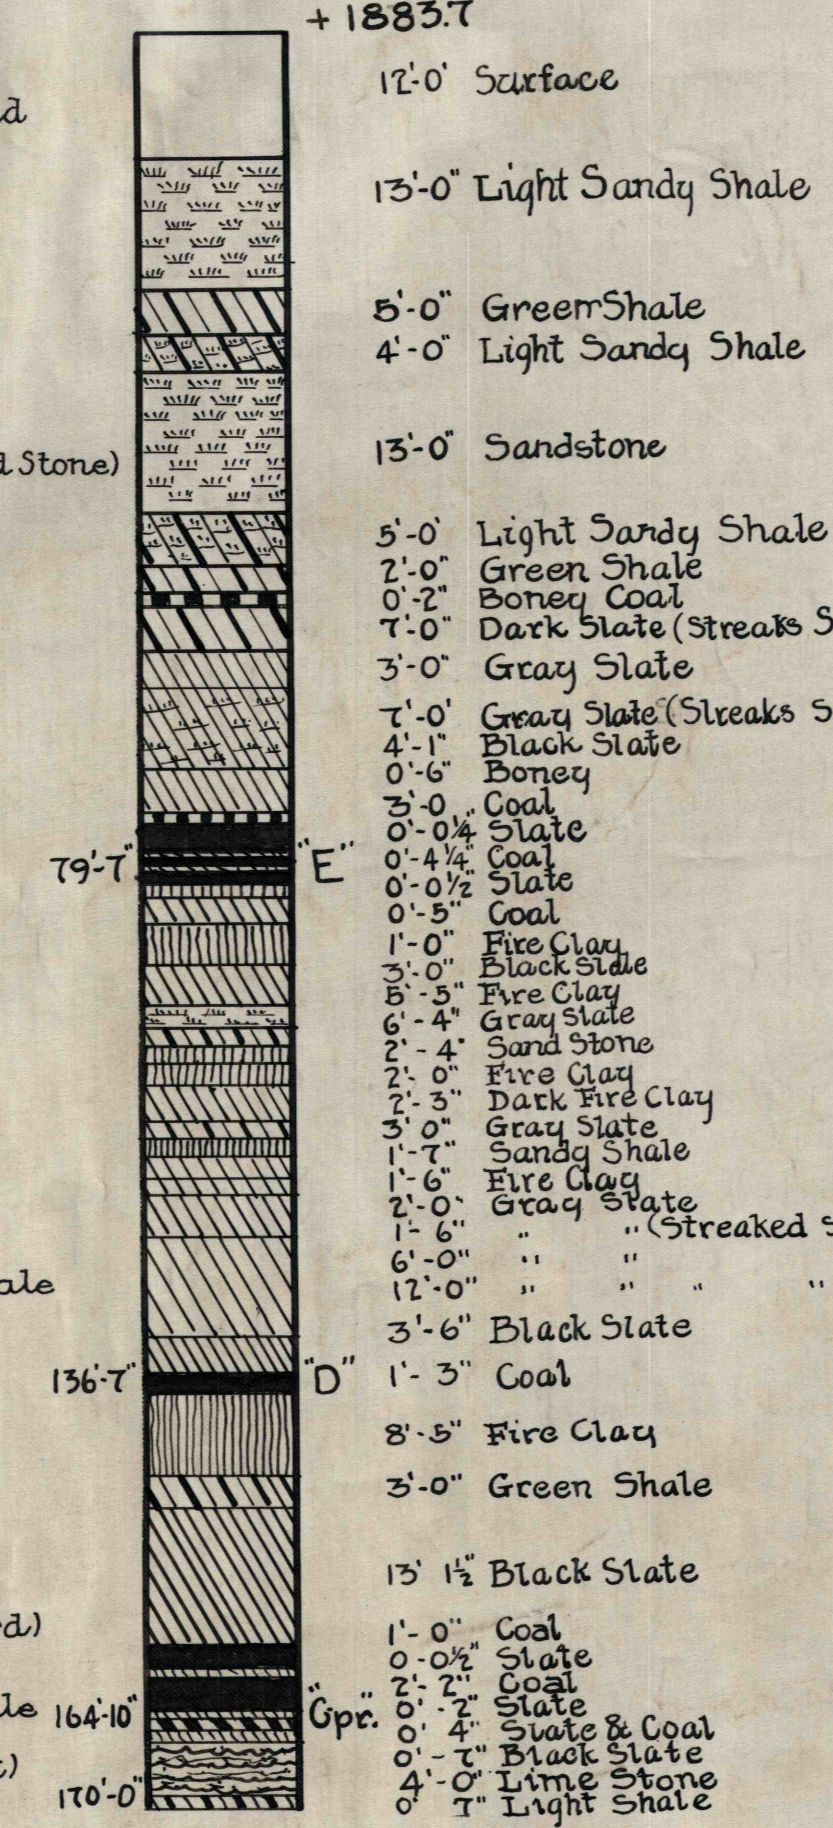 + 1883.7
12'-0' Surface
d
13'-0" Light Sandy Shale
5'-0" Green Shale
4'-0" Light Sandy Shale
13'-0" Sandstone
d Stone)
5'-0' Light Sandy Shale
2'-0" Green Shale
0'-2" Boney Coal
7'-0" Dark Slate (Streaks S
3'-0" Gray Slate
7'-0' Gray Slate (Streaks S
4'-1" Black Slate
0'-6" Boney
3'-0 " Coal
0'-0¼ Slate
79'-7" "E" 0'-4¼" Coal
0'-0½" Slate
0'-5" Coal
1'-0" Fire Clay
3'-0" Black Slate
5'-5" Fire Clay
6'-4" Gray Slate
2'-4" Sand Stone
2'- 0" Fire Clay
2'-3" Dark Fire Clay
3' 0" Gray Slate
1'-7" Sandy Shale
1'-6" Fire Clay
2'-0" Gray Slate
1'- 6" " " (Streaked S
6'-0" " "
ale
12'-0" " " " "
3'-6" Black Slate
136'-7" "D" 1'- 3" Coal
8'-5" Fire Clay
3'-0" Green Shale
13' 1½" Black Slate
d)
1'- 0" Coal
0-0½" Slate
2'- 2" Coal
le 164'-10" "Cpr." 0' -2" Slate
0' 4" Slate & Coal
0'-7" Black Slate
)
4'-0" Lime Stone
170'-0" 0' 7" Light Shale